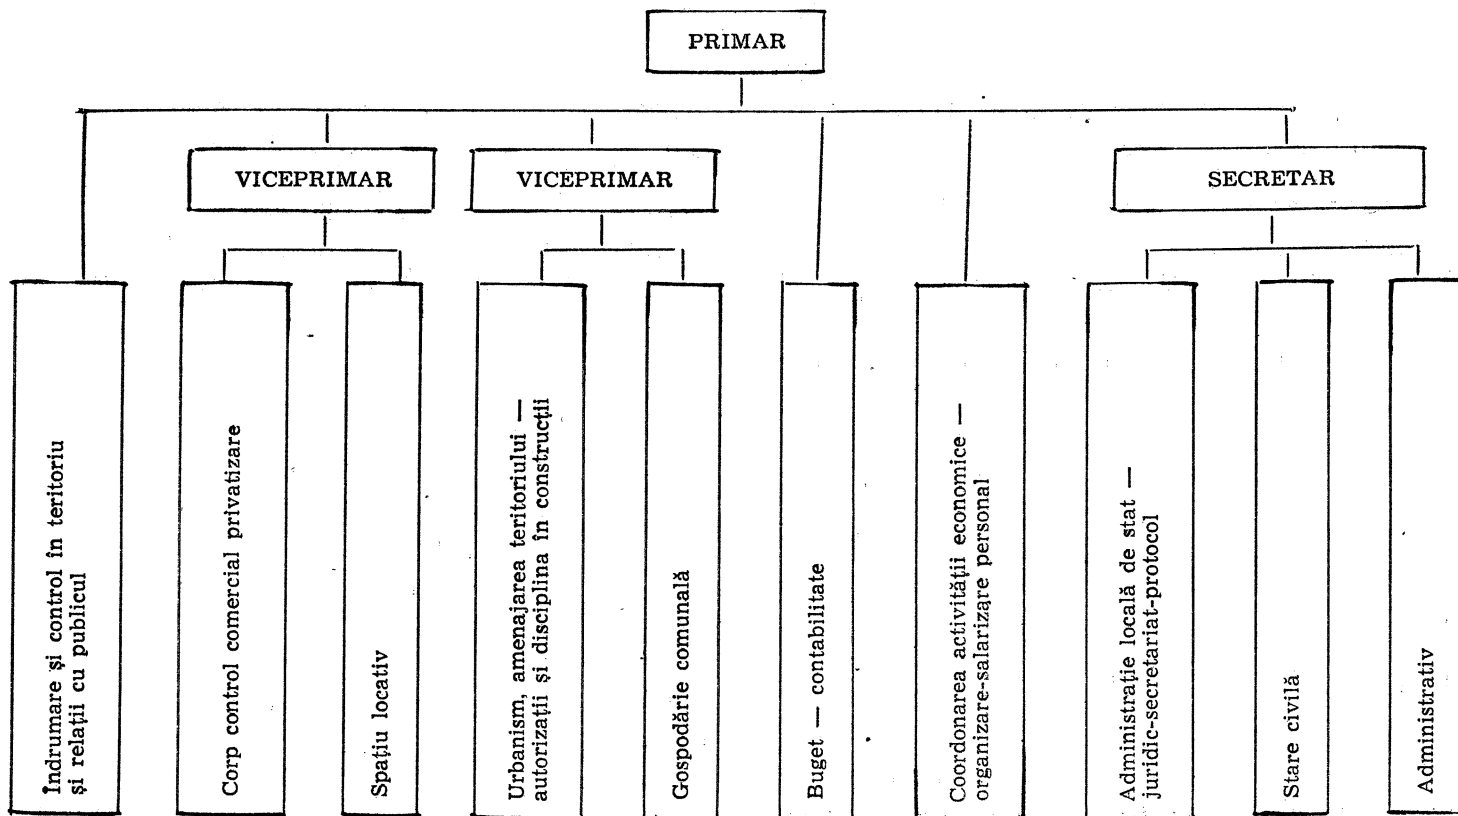 PRIMAR
VICEPRIMAR
VICEPRIMAR
SECRETAR
Îndrumare și control în teritoriu
și relații cu publicul
Corp control comercial privatizare
Spațiu locativ
Urbanism, amenajarea teritoriului —
autorizații și disciplina în construcții
Gospodărie comunală
Buget — contabilitate
Coordonarea activității economice —
organizare-salarizare personal
Administrație locală de stat —
juridic-secretariat-protocol
Stare civilă
Administrativ